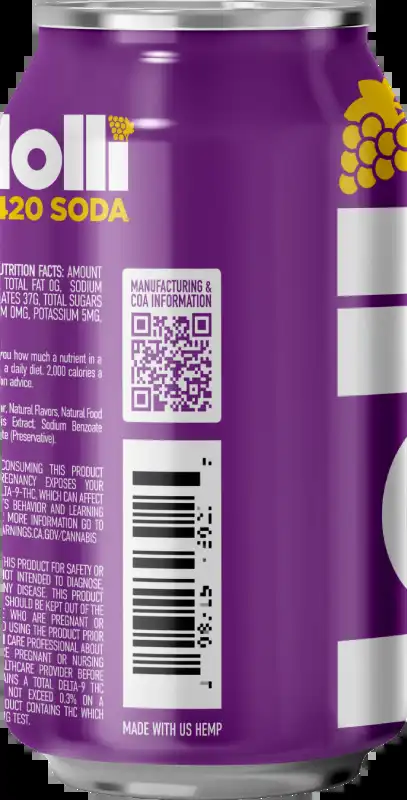 lolli
420 SODA
UTRITION FACTS: AMOUNT
TOTAL FAT 0G, SODIUM
ATES 37G, TOTAL SUGARS
M 0MG, POTASSIUM 5MG,
you how much a nutrient in a
a daily diet. 2,000 calories a
on advice.
Natural Flavors, Natural Food
is Extract, Sodium Benzoate
te (Preservative).
CONSUMING THIS PRODUCT
REGNANCY EXPOSES YOUR
LTA-9-THC, WHICH CAN AFFECT
'S BEHAVIOR AND LEARNING
MORE INFORMATION GO TO
ARNINGS.CA.GOV/CANNABIS
THIS PRODUCT FOR SAFETY OR
NOT INTENDED TO DIAGNOSE,
NY DISEASE. THIS PRODUCT
SHOULD BE KEPT OUT OF THE
WHO ARE PREGNANT OR
USING THE PRODUCT PRIOR
CARE PROFESSIONAL ABOUT
RE PREGNANT OR NURSING
LTHCARE PROVIDER BEFORE
AINS A TOTAL DELTA-9 THC
NOT EXCEED 0.3% ON A
DUCT CONTAINS THC WHICH
G TEST.
MANUFACTURING &
COA INFORMATION
MADE WITH US HEMP